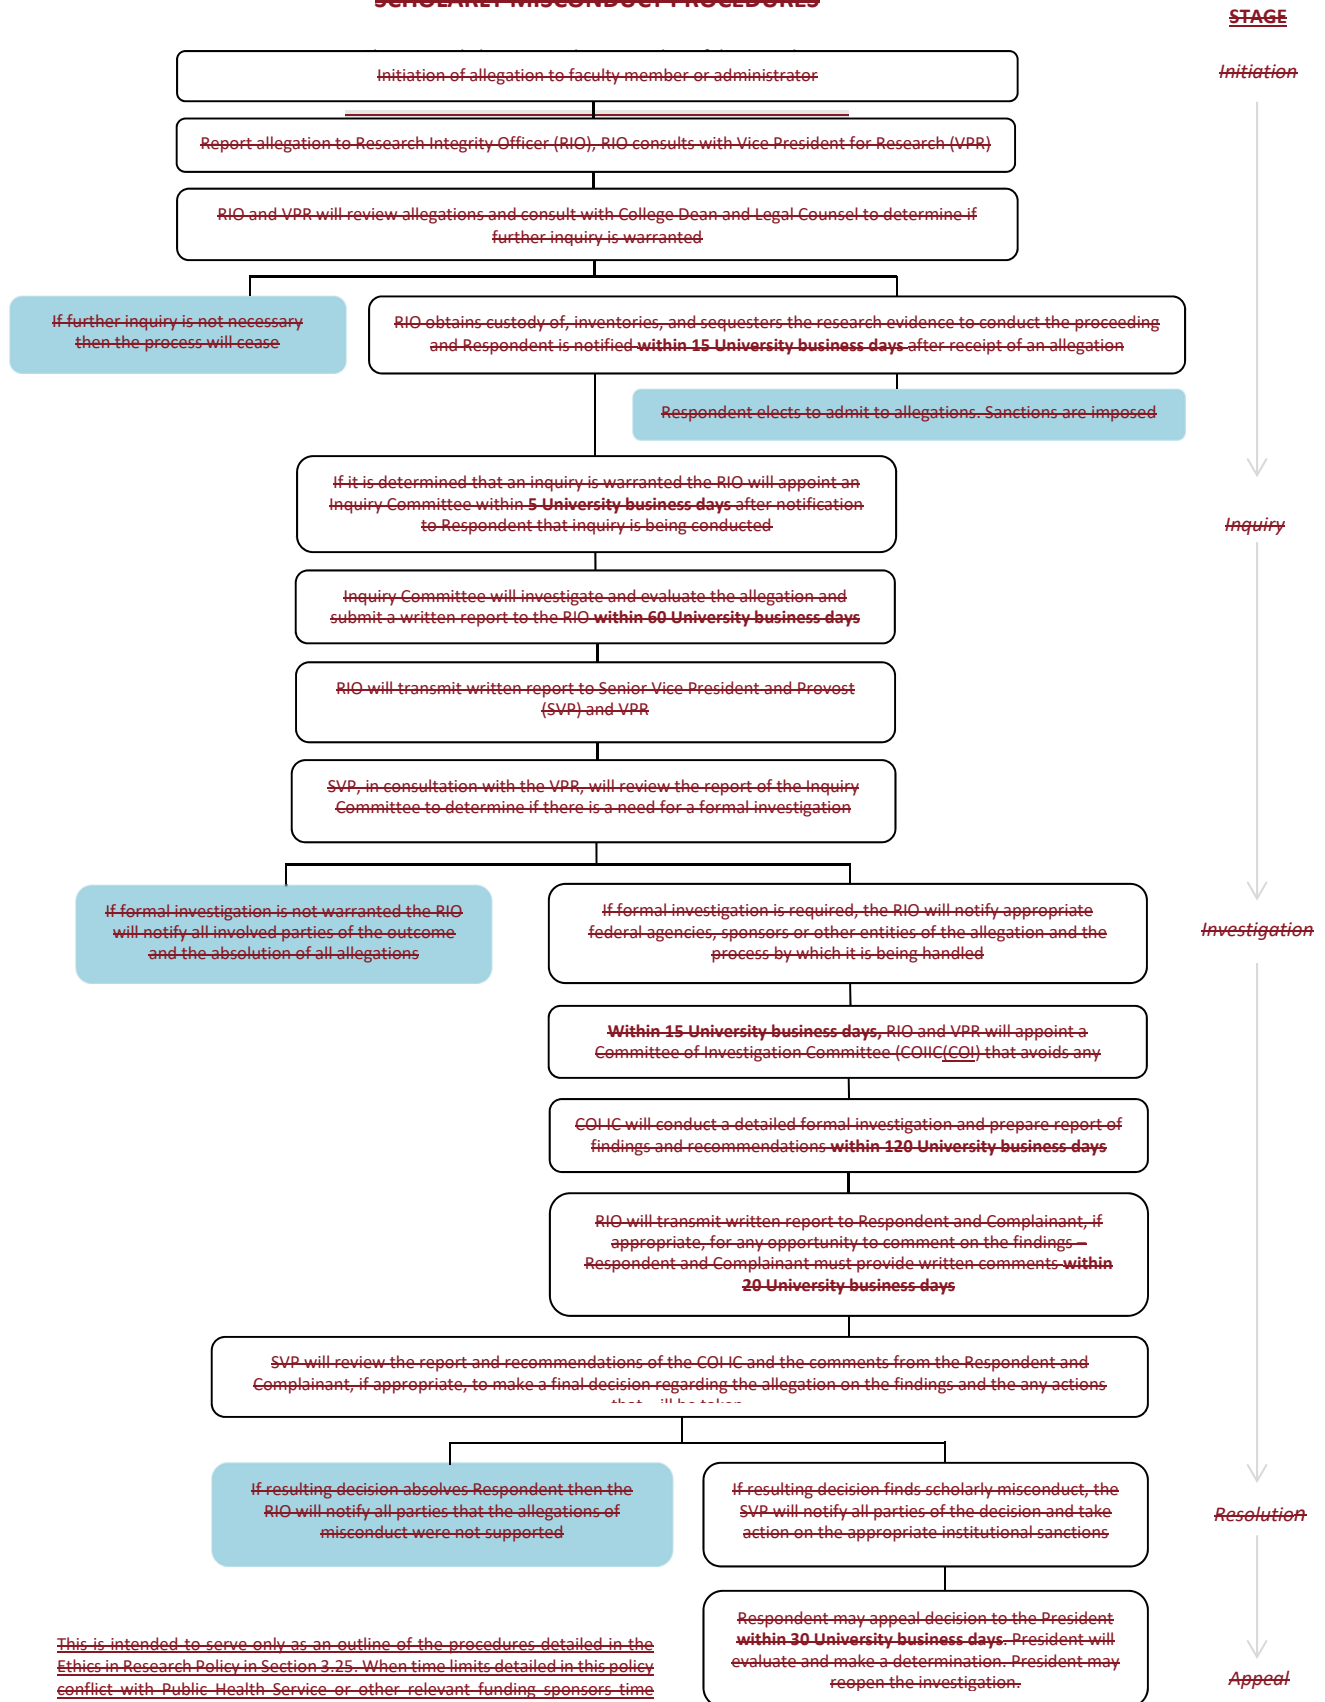 SCHOLARLY MISCONDUCT PROCEDURES
STAGE
Initiation of allegation to faculty member or administrator
Initiation
Report allegation to Research Integrity Officer (RIO), RIO consults with Vice President for Research (VPR)
RIO and VPR will review allegations and consult with College Dean and Legal Counsel to determine if
further inquiry is warranted
If further inquiry is not necessary
then the process will cease
RIO obtains custody of, inventories, and sequesters the research evidence to conduct the proceeding
and Respondent is notified within 15 University business days after receipt of an allegation
Respondent elects to admit to allegations. Sanctions are imposed
If it is determined that an inquiry is warranted the RIO will appoint an
Inquiry Committee within 5 University business days after notification
to Respondent that inquiry is being conducted
Inquiry
Inquiry Committee will investigate and evaluate the allegation and
submit a written report to the RIO within 60 University business days
RIO will transmit written report to Senior Vice President and Provost
(SVP) and VPR
SVP, in consultation with the VPR, will review the report of the Inquiry
Committee to determine if there is a need for a formal investigation
If formal investigation is not warranted the RIO
will notify all involved parties of the outcome
and the absolution of all allegations
If formal investigation is required, the RIO will notify appropriate
federal agencies, sponsors or other entities of the allegation and the
process by which it is being handled
Investigation
Within 15 University business days, RIO and VPR will appoint a
Committee of Investigation Committee (COIIC(COI) that avoids any
COI IC will conduct a detailed formal investigation and prepare report of
findings and recommendations within 120 University business days
RIO will transmit written report to Respondent and Complainant, if
appropriate, for any opportunity to comment on the findings –
Respondent and Complainant must provide written comments within
20 University business days
SVP will review the report and recommendations of the COI IC and the comments from the Respondent and
Complainant, if appropriate, to make a final decision regarding the allegation on the findings and the any actions
that will be taken
If resulting decision absolves Respondent then the
RIO will notify all parties that the allegations of
misconduct were not supported
If resulting decision finds scholarly misconduct, the
SVP will notify all parties of the decision and take
action on the appropriate institutional sanctions
Resolution
Respondent may appeal decision to the President
within 30 University business days. President will
evaluate and make a determination. President may
reopen the investigation.
Appeal
This is intended to serve only as an outline of the procedures detailed in the
Ethics in Research Policy in Section 3.25. When time limits detailed in this policy
conflict with Public Health Service or other relevant funding sponsors time